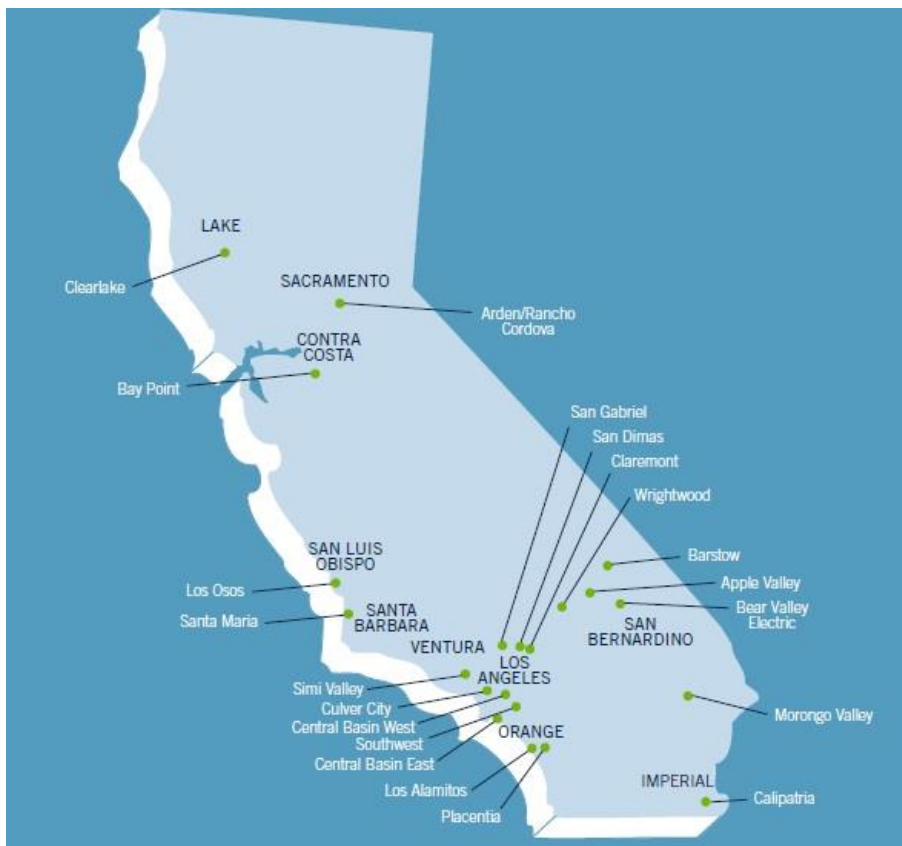 LAKE
Clearlake
SACRAMENTO
Arden/Rancho
Cordova
CONTRA
COSTA
Bay Point
San Gabriel
San Dimas
Claremont
Wrightwood
SAN LUIS
OBISPO
Los Osos
Barstow
Apple Valley
Santa Maria
SANTA
BARBARA
Bear Valley
Electric
SAN
BERNARDINO
VENTURA
LOS
ANGELES
Simi Valley
Culver City
Central Basin West
Southwest
Central Basin East
Morongo Valley
ORANGE
Los Alamitos
Placentia
IMPERIAL
Calipatria